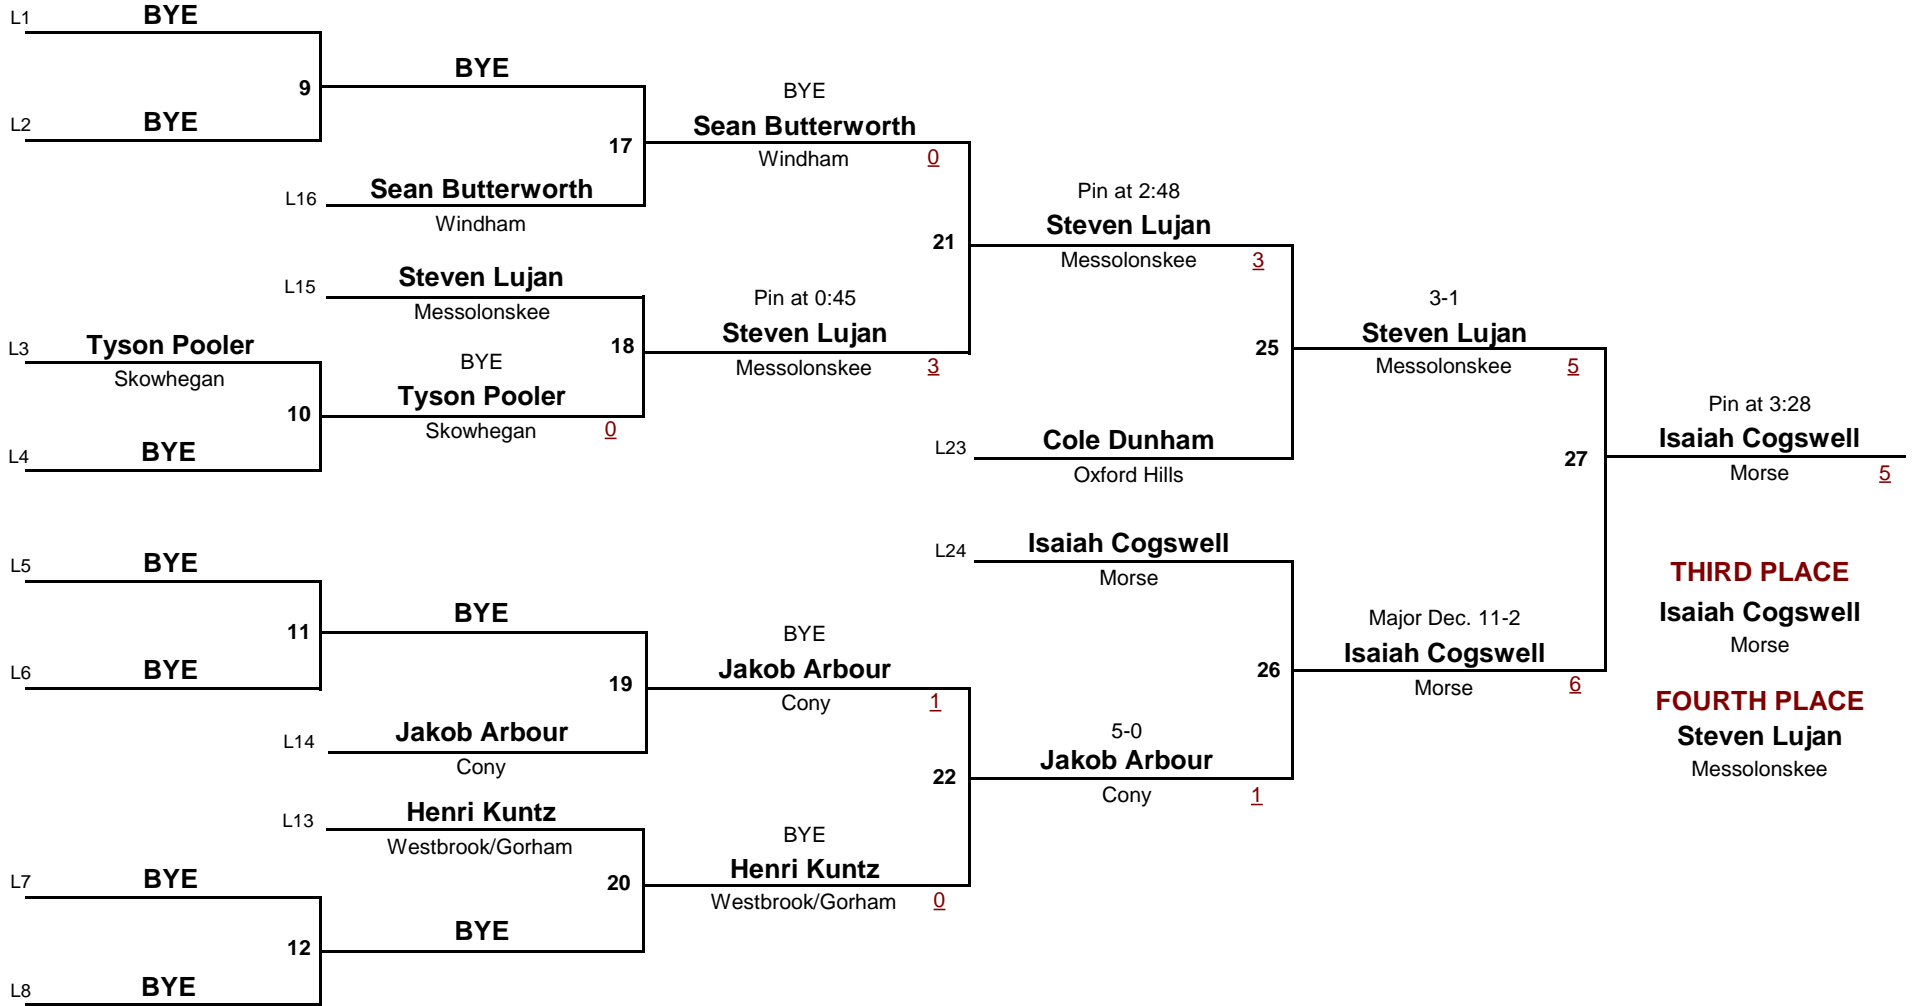 L1 BYE
9
L2 BYE
BYE
17
L16 Sean Butterworth
Windham
L15 Steven Lujan
Messolonskee
L3 Tyson Pooler
Skowhegan
10
L4 BYE
BYE
Tyson Pooler
Skowhegan 0
18
BYE
Sean Butterworth
Windham 0
21
Pin at 0:45
Steven Lujan
Messolonskee 3
Pin at 2:48
Steven Lujan
Messolonskee 3
25
L23 Cole Dunham
Oxford Hills
3-1
Steven Lujan
Messolonskee 5
27
Pin at 3:28
Isaiah Cogswell
Morse 5
L5 BYE
11
L6 BYE
BYE
19
L14 Jakob Arbour
Cony
L13 Henri Kuntz
Westbrook/Gorham
20
L7 BYE
12
L8 BYE
BYE
BYE
Jakob Arbour
Cony 1
22
BYE
Henri Kuntz
Westbrook/Gorham 0
L24 Isaiah Cogswell
Morse
26
5-0
Jakob Arbour
Cony 1
Major Dec. 11-2
Isaiah Cogswell
Morse 6
THIRD PLACE
Isaiah Cogswell
Morse
FOURTH PLACE
Steven Lujan
Messolonskee